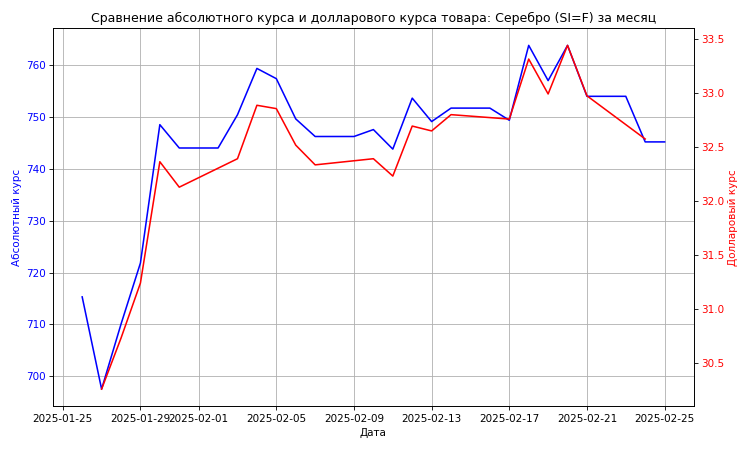 Сравнение абсолютного курса и долларового курса товара: Серебро (SI=F) за месяц
Абсолютный курс
760
750
740
730
720
710
700
33.5
33.0
32.5
32.0
31.5
31.0
30.5
Долларовый курс
2025-01-25 2025-01-29 2025-02-01 2025-02-05 2025-02-09 2025-02-13 2025-02-17 2025-02-21 2025-02-25
Дата